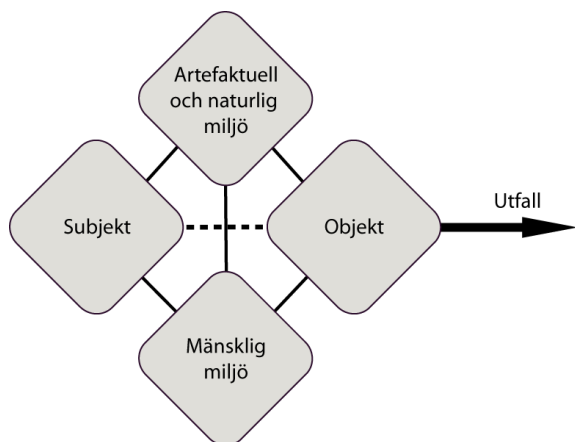 Artefaktuell
och naturlig
miljö
Subjekt
Objekt
Utfall
Mänsklig
miljö